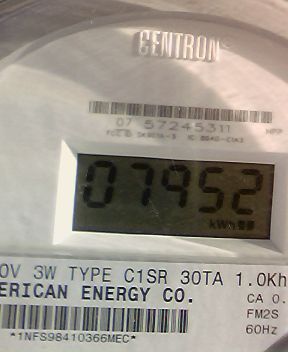 CENTRON
07 57245311
07952
kWh
0V 3W TYPE C1SR 30TA 1.0Kh
ERICAN ENERGY CO.
CA 0.
FM2S
*1NFS98410366MEC*
60Hz